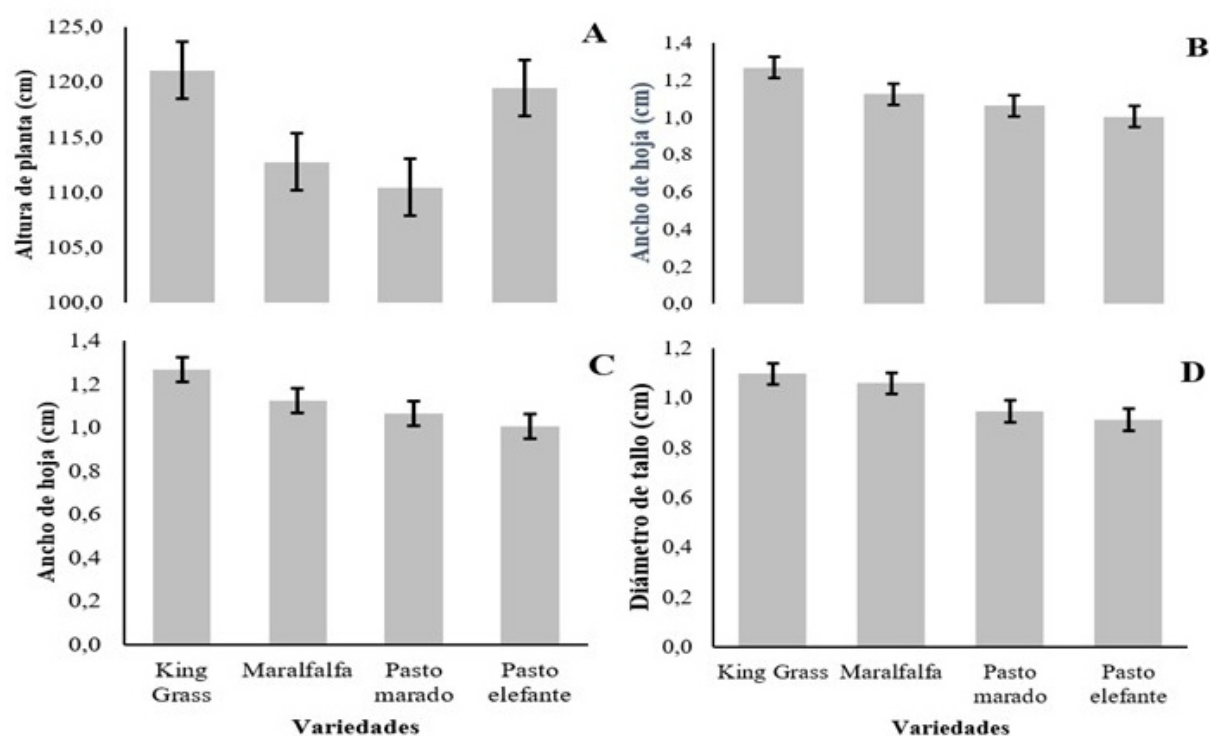 A
Altura de planta (cm)
125,0
120,0
115,0
110,0
105,0
100,0
B
Ancho de hoja (cm)
1,4
1,2
1,0
0,8
0,6
0,4
0,2
0,0
C
Ancho de hoja (cm)
1,4
1,2
1,0
0,8
0,6
0,4
0,2
0,0
King
Grass
Maralfalfa
Pasto
marado
Pasto
elefante
Variedades
D
Diámetro de tallo (cm)
1,2
1,0
0,8
0,6
0,4
0,2
0,0
King Grass
Maralfalfa
Pasto
marado
Pasto
elefante
Variedades